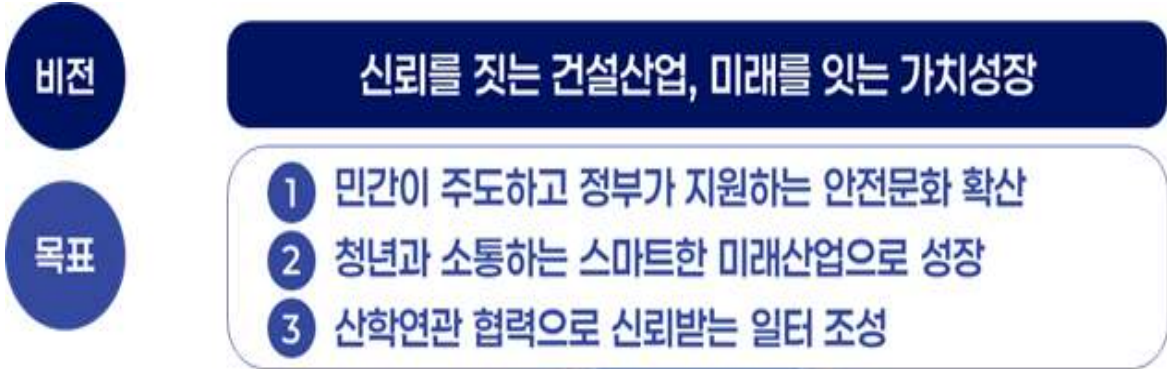 비전
신뢰를 짓는 건설산업, 미래를 잇는 가치성장
목표
1 민간이 주도하고 정부가 지원하는 안전문화 확산
2 청년과 소통하는 스마트한 미래산업으로 성장
3 산학연관 협력으로 신뢰받는 일터 조성